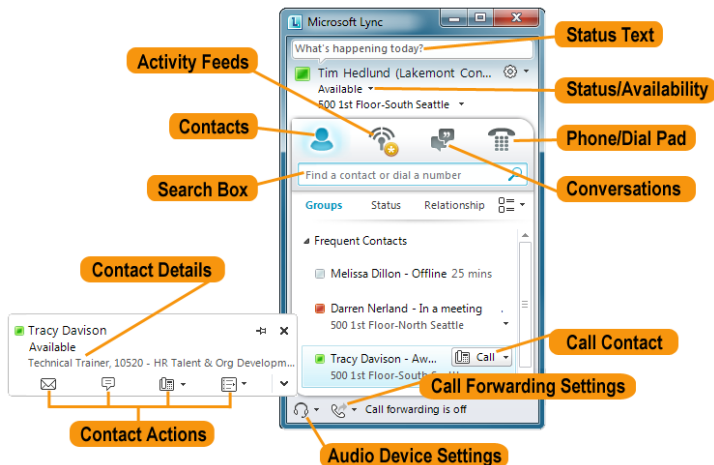 Microsoft Lync
What's happening today?
Status Text
Activity Feeds
Tim Hedlund (Lakemont Con...
Available
Status/Availability
500 1st Floor-South Seattle
Contacts
Phone/Dial Pad
Find a contact or dial a number
Search Box
Conversations
Groups Status Relationship
Frequent Contacts
Melissa Dillon - Offline 25 mins
Contact Details
Darren Nerland - In a meeting
500 1st Floor-North Seattle
Tracy Davison
Available
Technical Trainer, 10520 - HR Talent & Org Developm...
Call Contact
Tracy Davison - Aw... Call
500 1st Floor-South
Call Forwarding Settings
Call forwarding is off
Contact Actions
Audio Device Settings